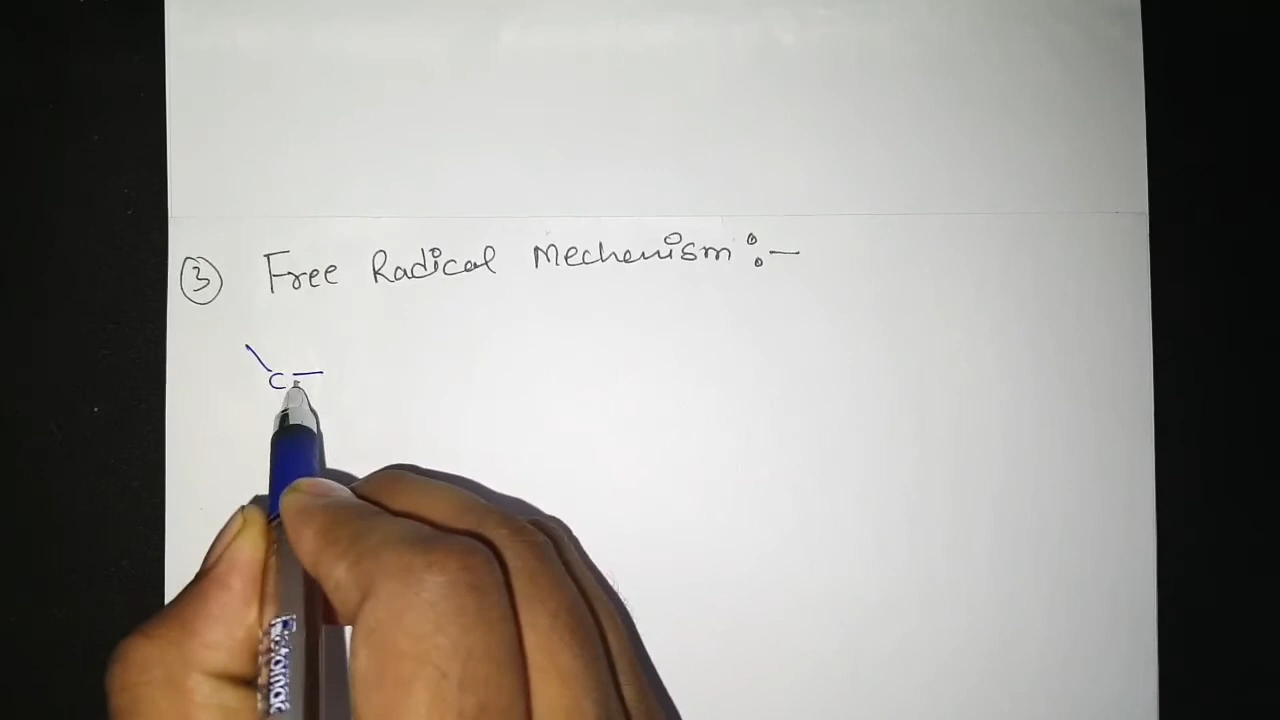 ③ Free Radical Mechanism :-
C